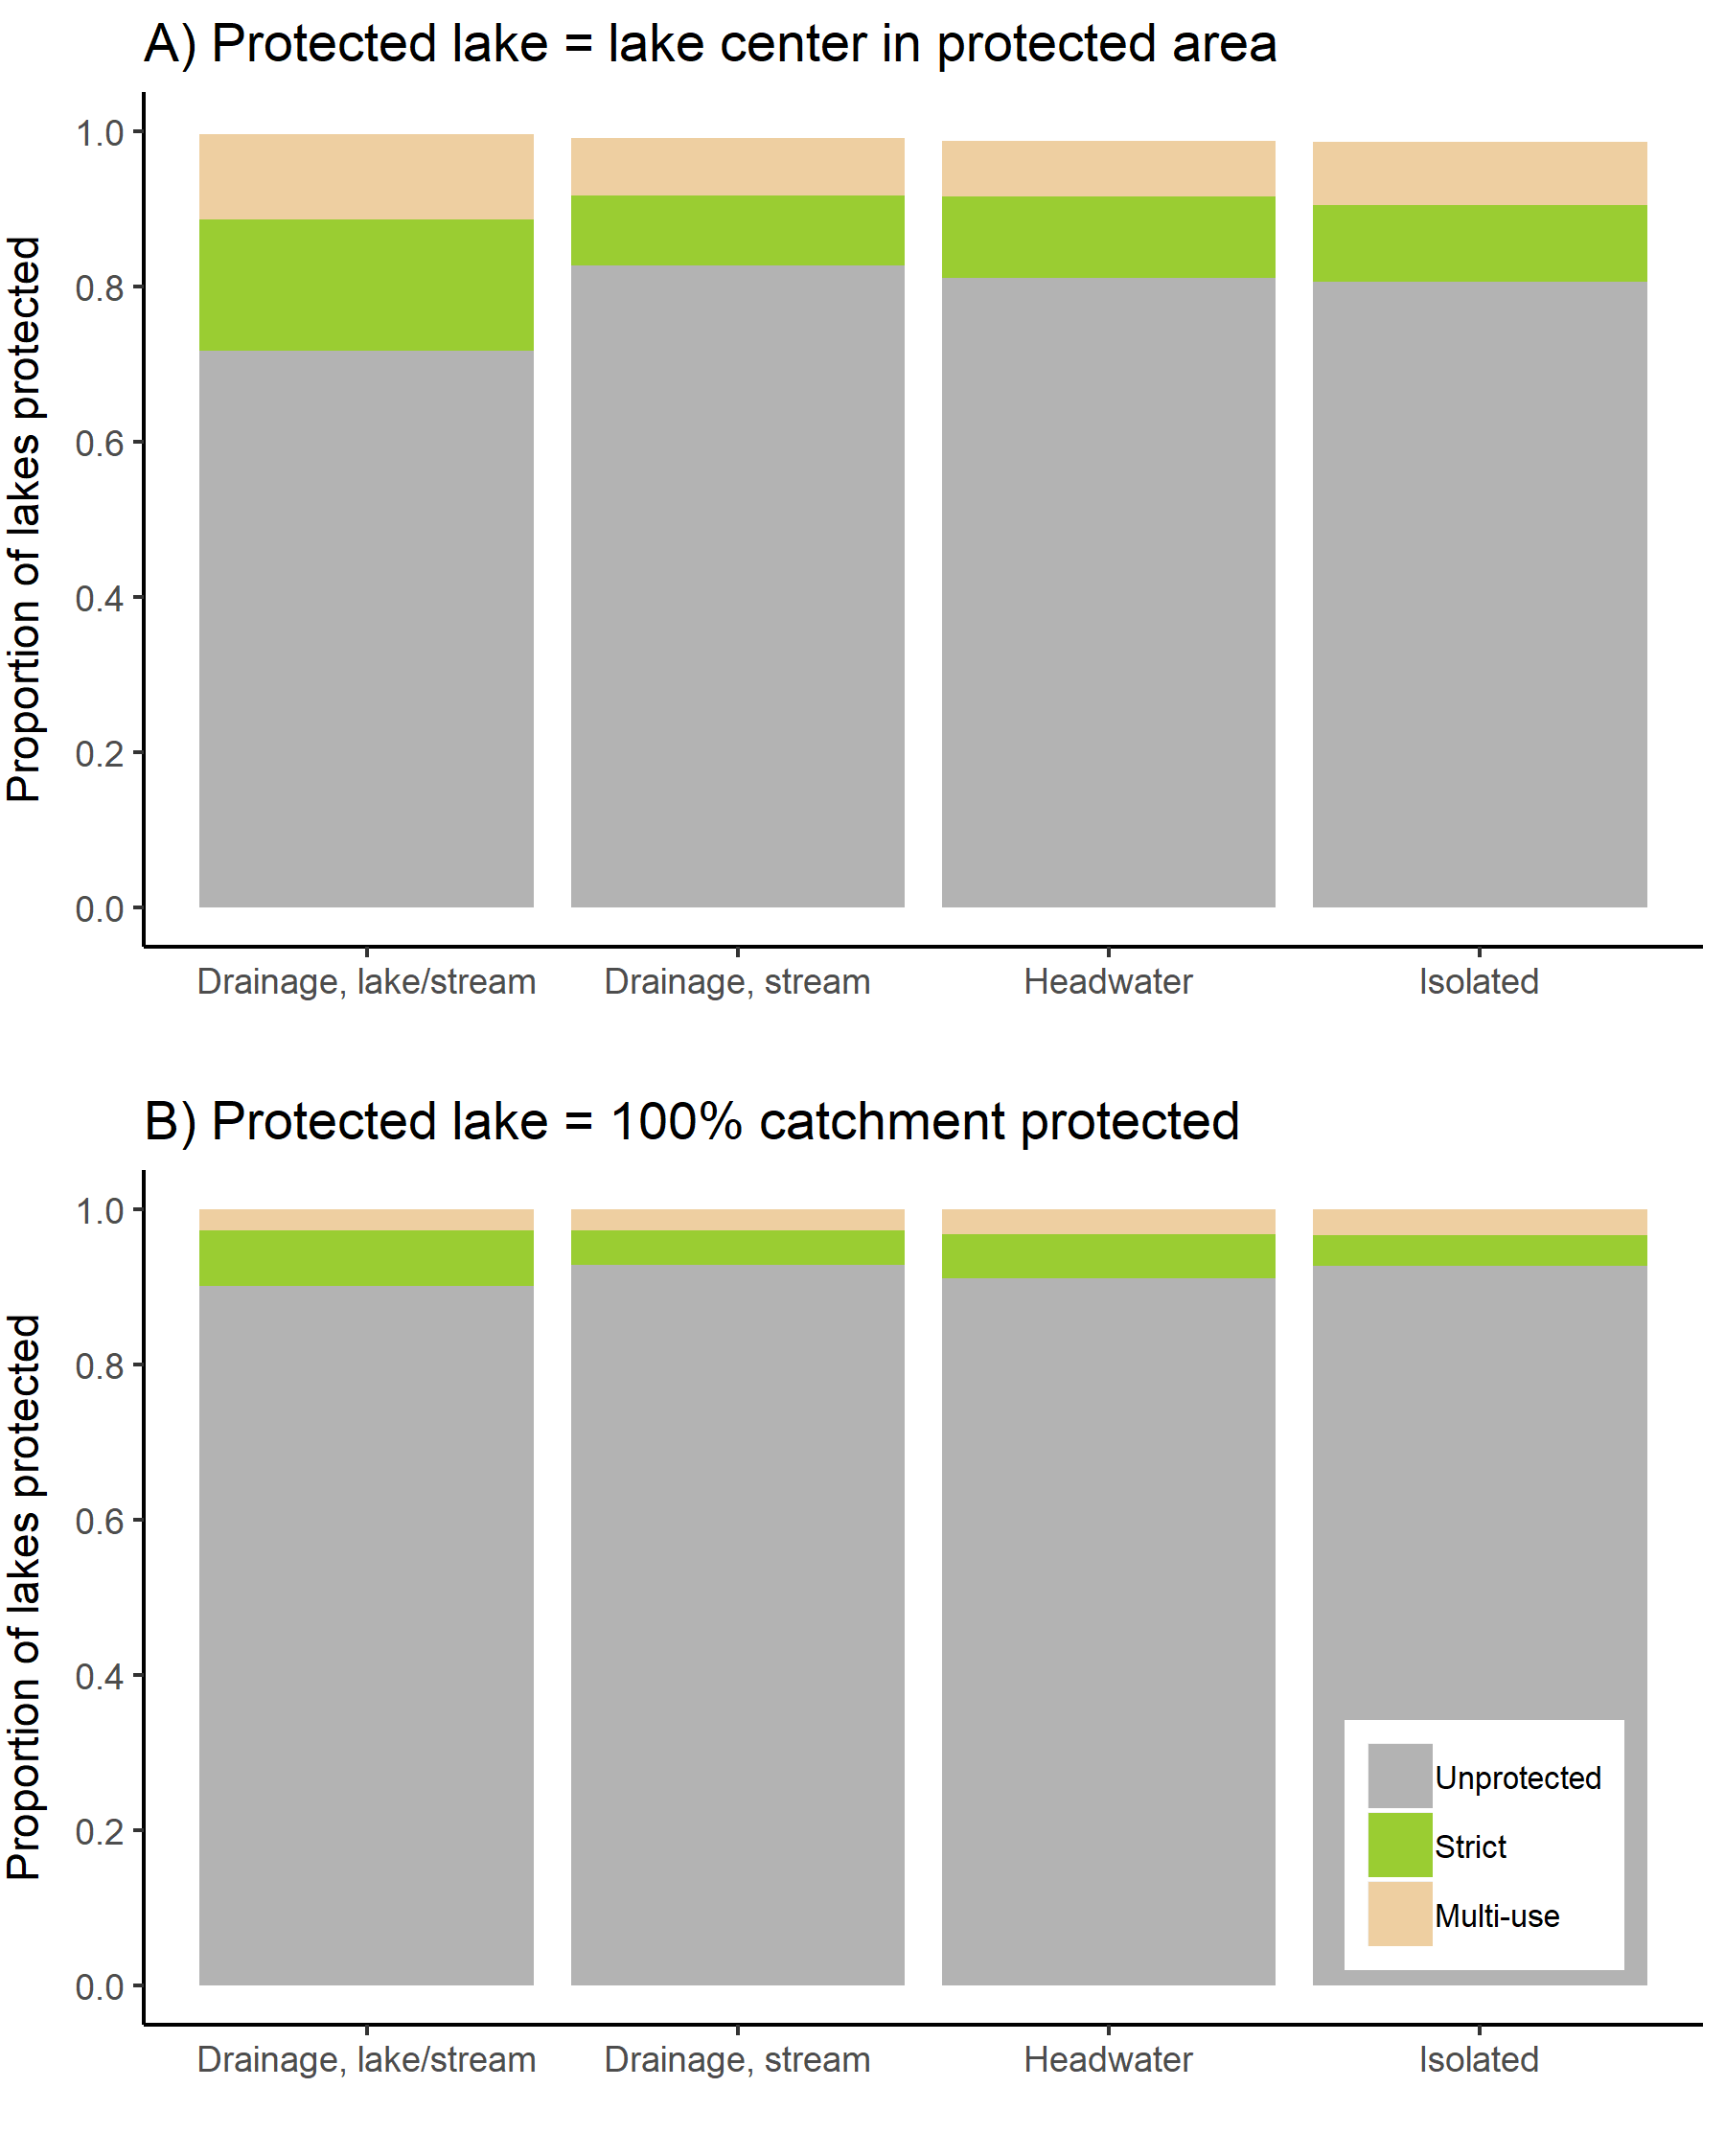 A) Protected lake = lake center in protected area
Proportion of lakes protected
1.0
0.8
0.6
0.4
0.2
0.0
Drainage, lake/stream Drainage, stream Headwater Isolated
B) Protected lake = 100% catchment protected
Proportion of lakes protected
1.0
0.8
0.6
0.4
0.2
0.0
Unprotected
Strict
Multi-use
Drainage, lake/stream Drainage, stream Headwater Isolated